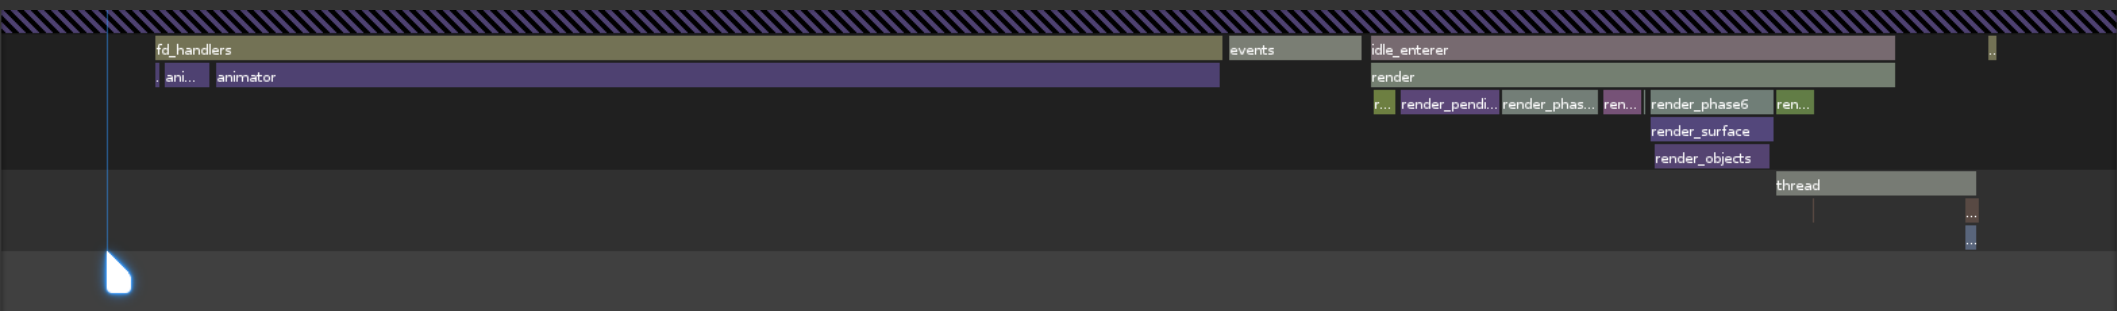 fd_handlers events idle_enterer ..
. ani... animator render
r... render_pendi... render_phas... ren... render_phase6 ren...
render_surface
render_objects
thread
...
...